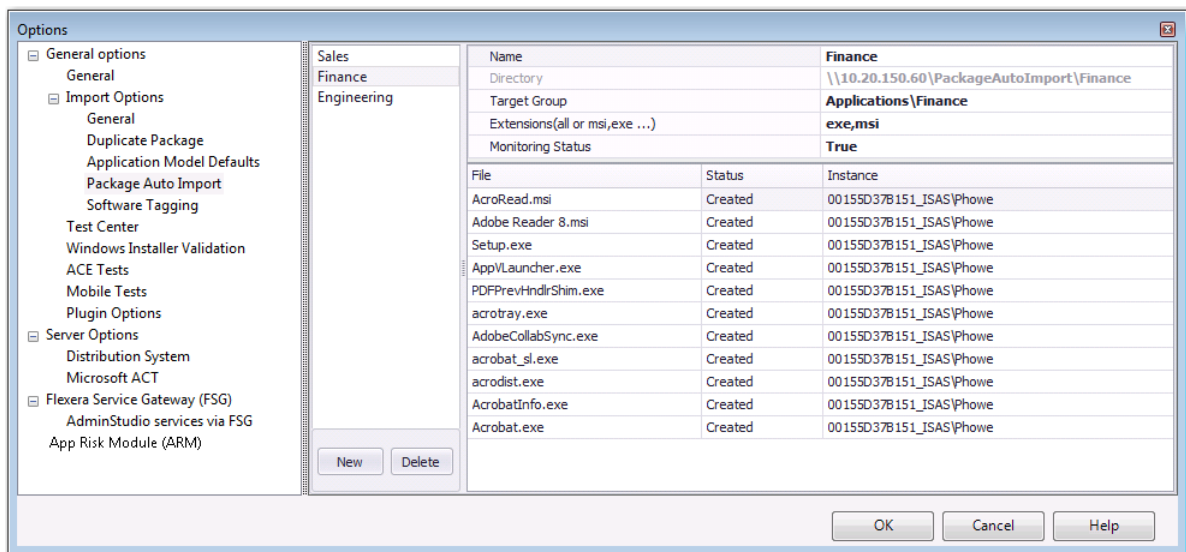 Options
General options
General
Import Options
General
Duplicate Package
Application Model Defaults
Package Auto Import
Software Tagging
Test Center
Windows Installer Validation
ACE Tests
Mobile Tests
Plugin Options
Server Options
Distribution System
Microsoft ACT
Flexera Service Gateway (FSG)
AdminStudio services via FSG
App Risk Module (ARM)
Sales
Finance
Engineering
New Delete
Name Finance
Directory \\10.20.150.60\PackageAutoImport\Finance
Target Group Applications\Finance
Extensions(all or msi,exe ...) exe,msi
Monitoring Status True
File Status Instance
AcroRead.msi Created 00155D37B151_ISAS\Phowe
Adobe Reader 8.msi Created 00155D37B151_ISAS\Phowe
Setup.exe Created 00155D37B151_ISAS\Phowe
AppVLauncher.exe Created 00155D37B151_ISAS\Phowe
PDFPrevHndlrShim.exe Created 00155D37B151_ISAS\Phowe
acrotray.exe Created 00155D37B151_ISAS\Phowe
AdobeCollabSync.exe Created 00155D37B151_ISAS\Phowe
acrobat_sl.exe Created 00155D37B151_ISAS\Phowe
acrodist.exe Created 00155D37B151_ISAS\Phowe
AcrobatInfo.exe Created 00155D37B151_ISAS\Phowe
Acrobat.exe Created 00155D37B151_ISAS\Phowe
OK Cancel Help